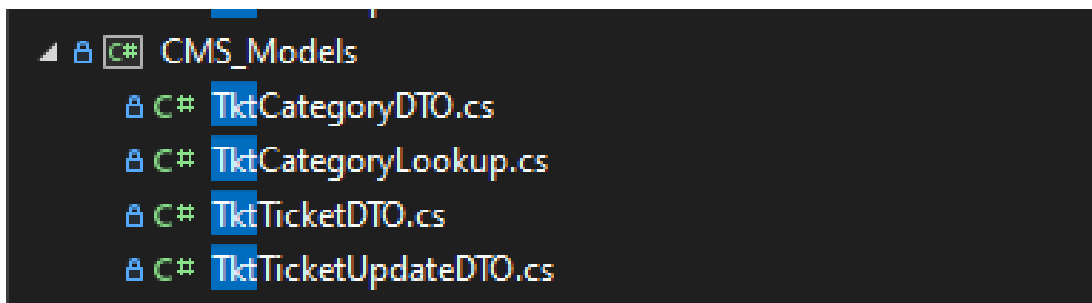 C# CMS_Models
C# TktCategoryDTO.cs
C# TktCategoryLookup.cs
C# TktTicketDTO.cs
C# TktTicketUpdateDTO.cs